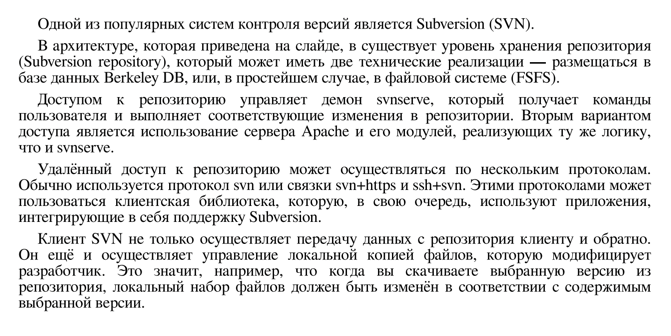 Одной из популярных систем контроля версий является Subversion (SVN).
В архитектуре, которая приведена на слайде, в существует уровень хранения репозитория
(Subversion repository), который может иметь две технические реализации — размещаться в
базе данных Berkeley DB, или, в простейшем случае, в файловой системе (FSFS).
Доступом к репозиторию управляет демон svnserve, который получает команды
пользователя и выполняет соответствующие изменения в репозитории. Вторым вариантом
доступа является использование сервера Apache и его модулей, реализующих ту же логику,
что и svnserve.
Удалённый доступ к репозиторию может осуществляться по нескольким протоколам.
Обычно используется протокол svn или связки svn+https и ssh+svn. Этими протоколами может
пользоваться клиентская библиотека, которую, в свою очередь, используют приложения,
интегрирующие в себя поддержку Subversion.
Клиент SVN не только осуществляет передачу данных с репозитория клиенту и обратно.
Он ещё и осуществляет управление локальной копией файлов, которую модифицирует
разработчик. Это значит, например, что когда вы скачиваете выбранную версию из
репозитория, локальный набор файлов должен быть изменён в соответствии с содержимым
выбранной версии.